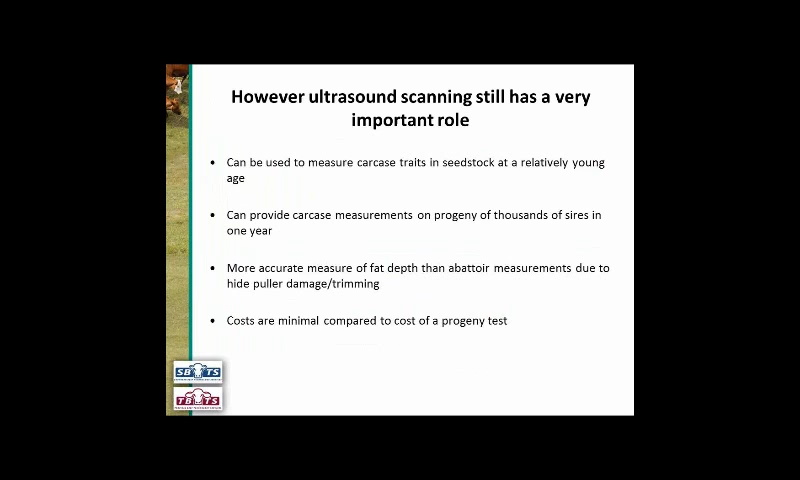 However ultrasound scanning still has a very
important role
• Can be used to measure carcase traits in seedstock at a relatively young
age
• Can provide carcase measurements on progeny of thousands of sires in
one year
• More accurate measure of fat depth than abattoir measurements due to
hide puller damage/trimming
• Costs are minimal compared to cost of a progeny test
SBTS
TBTS